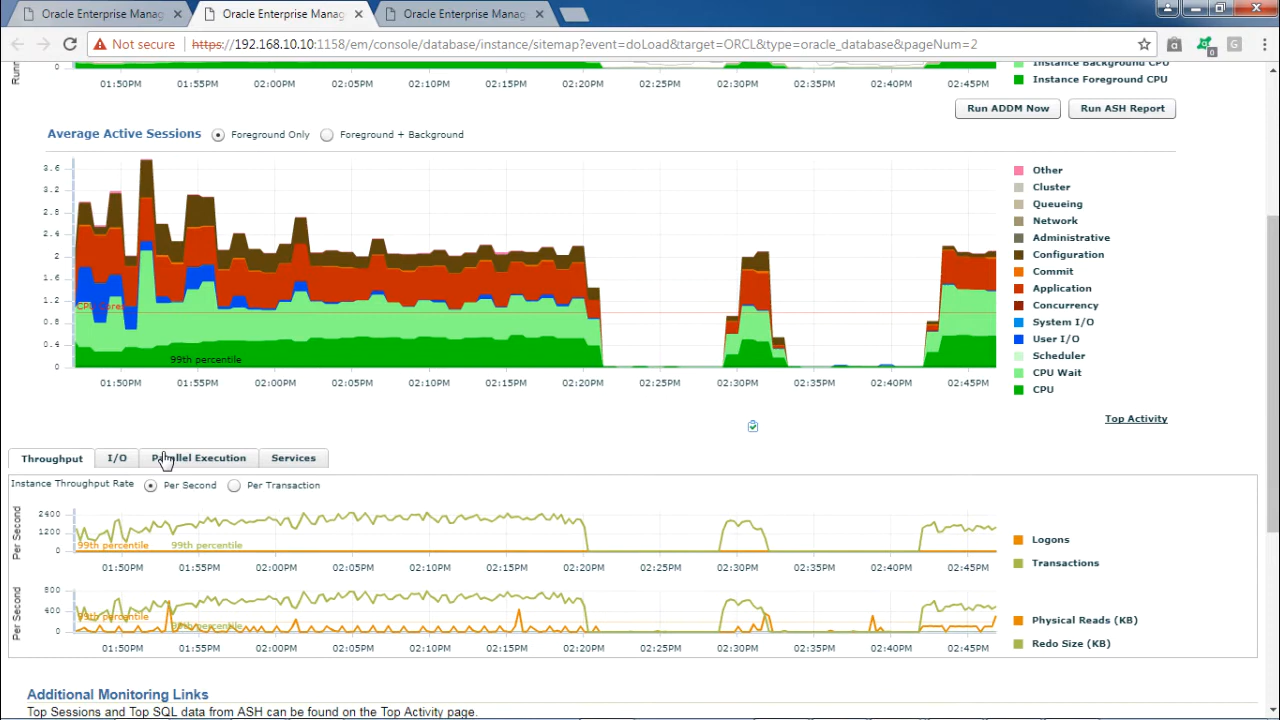 Oracle Enterprise Manag
Oracle Enterprise Manag
Oracle Enterprise Manag
Not secure
https://192.168.10.10:1158/em/console/database/instance/sitemap?event=doLoad&target=ORCL&type=oracle_database&pageNum=2
0
01:50PM 01:55PM 02:00PM 02:05PM 02:10PM 02:15PM 02:20PM 02:25PM 02:30PM 02:35PM 02:40PM 02:45PM
Instance Background CPU
Instance Foreground CPU
Run ADDM Now
Run ASH Report
Average Active Sessions
Foreground Only
Foreground + Background
3.6
3.2
2.8
2.4
2
1.6
1.2
0.8
0.4
0
99th percentile
01:50PM 01:55PM 02:00PM 02:05PM 02:10PM 02:15PM 02:20PM 02:25PM 02:30PM 02:35PM 02:40PM 02:45PM
Other
Cluster
Queueing
Network
Administrative
Configuration
Commit
Application
Concurrency
System I/O
User I/O
Scheduler
CPU Wait
CPU
Top Activity
Throughput
I/O
Parallel Execution
Services
Instance Throughput Rate
Per Second
Per Transaction
Per Second
2400
1200
0
99th percentile
99th percentile
01:50PM 01:55PM 02:00PM 02:05PM 02:10PM 02:15PM 02:20PM 02:25PM 02:30PM 02:35PM 02:40PM 02:45PM
Logons
Transactions
Per Second
800
400
0
99th percentile
99th percentile
01:50PM 01:55PM 02:00PM 02:05PM 02:10PM 02:15PM 02:20PM 02:25PM 02:30PM 02:35PM 02:40PM 02:45PM
Physical Reads (KB)
Redo Size (KB)
Additional Monitoring Links
Top Sessions and Top SQL data from ASH can be found on the Top Activity page.